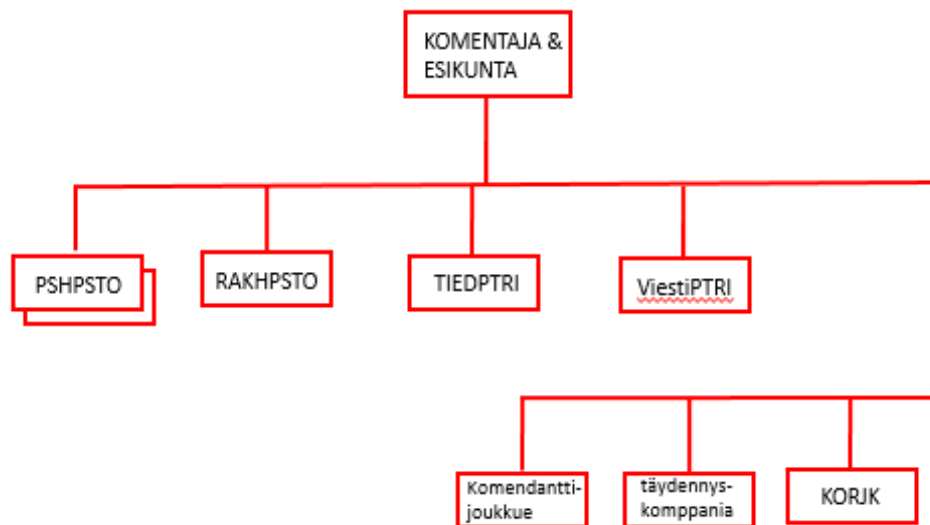 KOMENTAJA &
ESIKUNTA
PSHPSTO
RAKHPSTO
TIEDPTRI
ViestiPTRI
Komendantti-
joukkue
täydennys-
komppania
KORJK